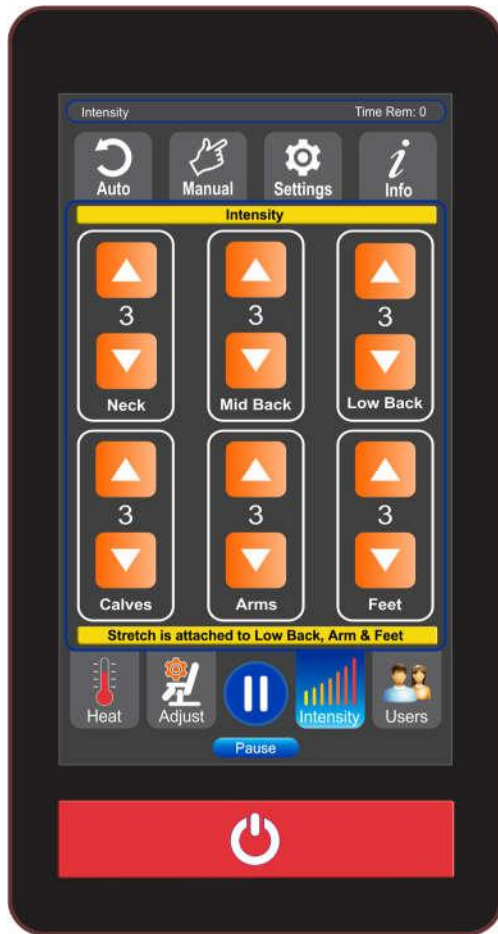 Intensity Time Rem: 0
Auto Manual Settings Info
Intensity
3 3 3
Neck Mid Back Low Back
3 3 3
Calves Arms Feet
Stretch is attached to Low Back, Arm & Feet
Heat Adjust Intensity Users
Pause